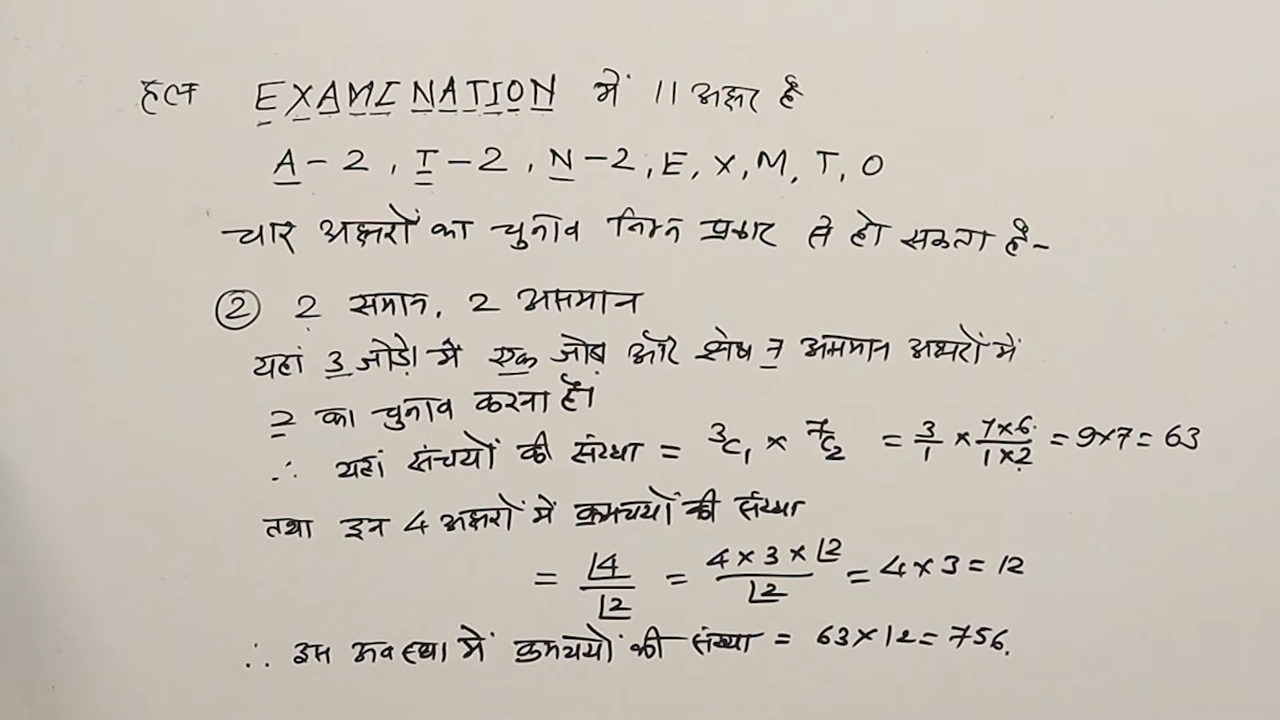 हल EXAMINATION में 11 अक्षर है
A - 2, I - 2, N - 2, E, X, M, T, O
चार अक्षरों का चुनाव निम्न प्रकार से हो सकता है -
② 2 समान, 2 असमान
यहां 3 जोड़ो में एक जोड़ा और शेष 7 असमान अक्षरों में
2 का चुनाव करना है।
∴ यहां संचयों की संख्या = ³C₁ × ⁷C₂ = 3/1 × 7×6/1×2 = 9×7 = 63
तथा इन 4 अक्षरों में क्रमचयों की संख्या
= |4/|2 = 4×3×|2/|2 = 4×3 = 12
∴ इस अवस्था में क्रमचयों की संख्या = 63×12 = 756.